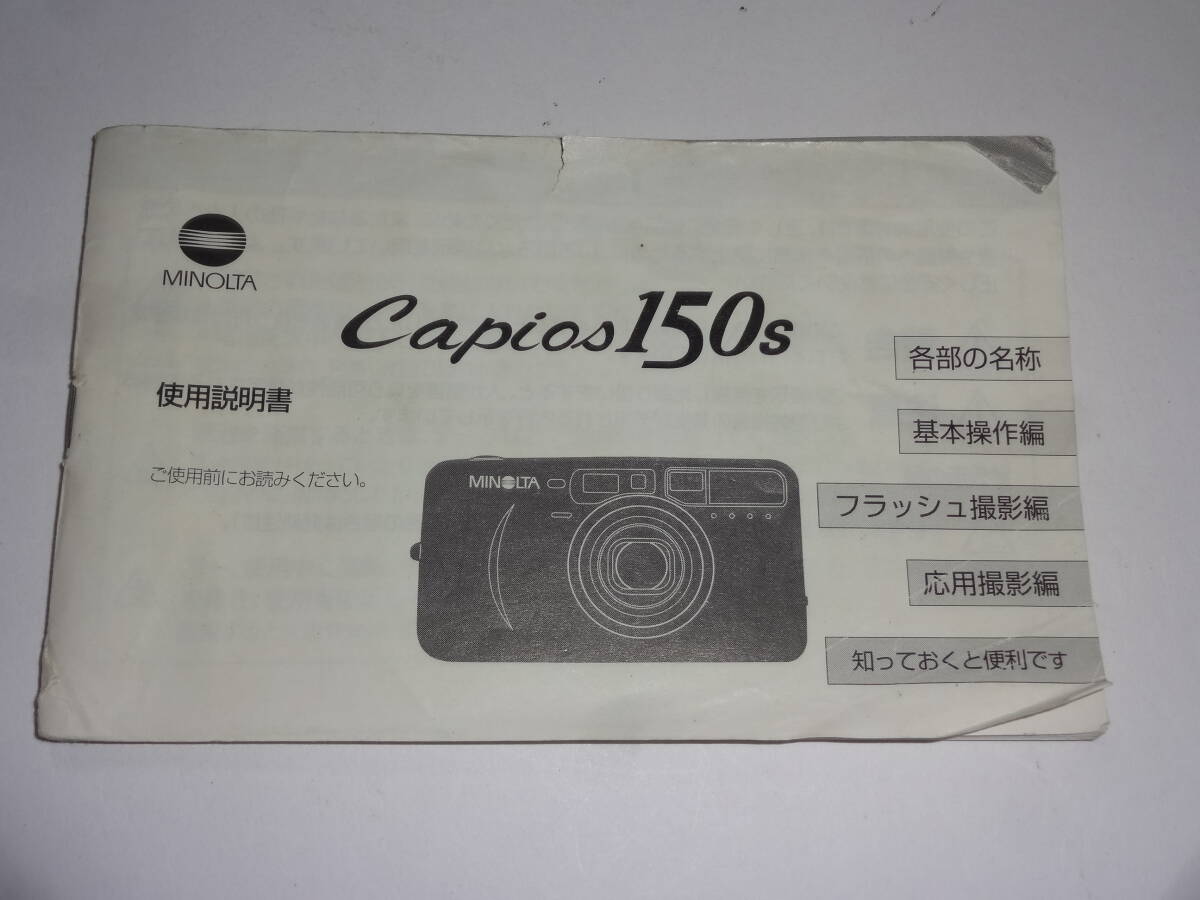 MINOLTA
Capios150s
使用説明書
ご使用前にお読みください。
MINOLTA
各部の名称
基本操作編
フラッシュ撮影編
応用撮影編
知っておくと便利です